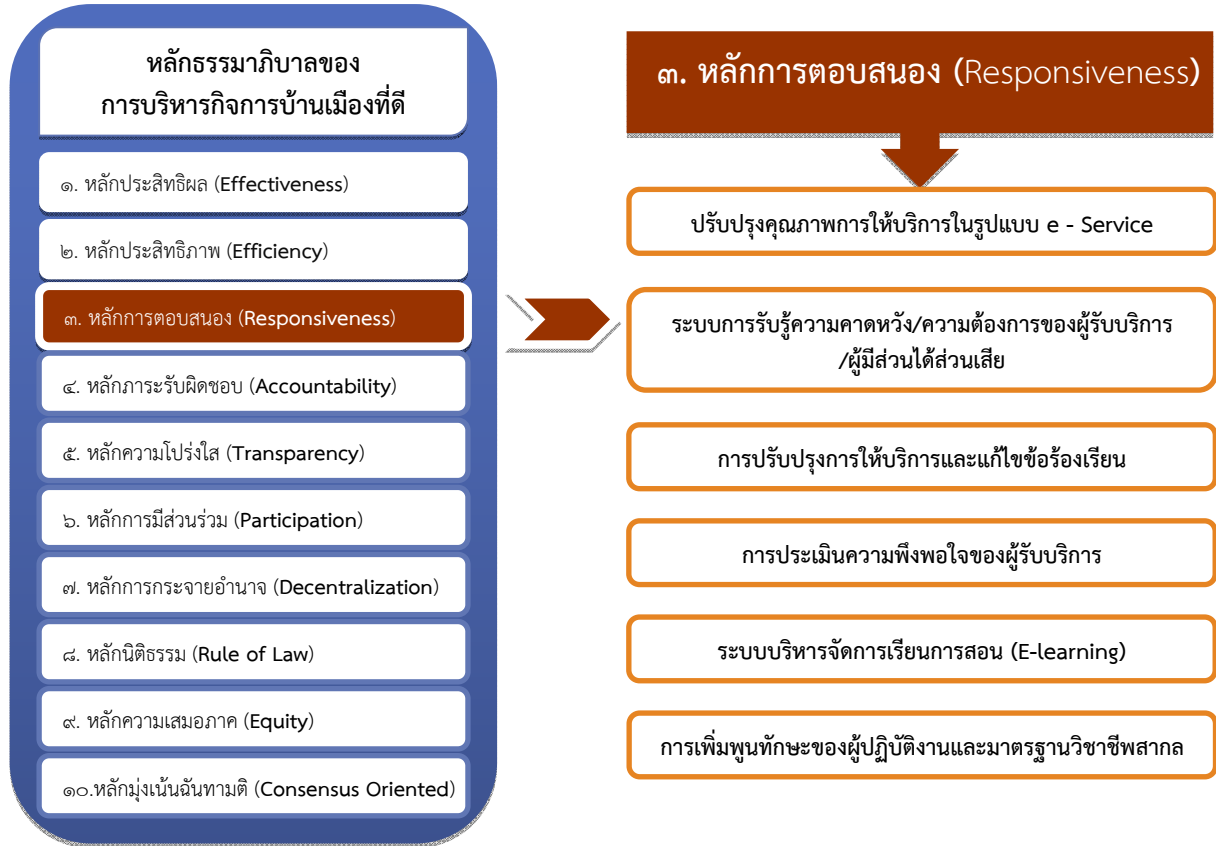 หลักธรรมาภิบาลของ
การบริหารกิจการบ้านเมืองที่ดี
๑. หลักประสิทธิผล (Effectiveness)
๒. หลักประสิทธิภาพ (Efficiency)
๓. หลักการตอบสนอง (Responsiveness)
๔. หลักภาระรับผิดชอบ (Accountability)
๕. หลักความโปร่งใส (Transparency)
๖. หลักการมีส่วนร่วม (Participation)
๗. หลักการกระจายอำนาจ (Decentralization)
๘. หลักนิติธรรม (Rule of Law)
๙. หลักความเสมอภาค (Equity)
๑๐.หลักมุ่งเน้นฉันทามติ (Consensus Oriented)
๓. หลักการตอบสนอง (Responsiveness)
ปรับปรุงคุณภาพการให้บริการในรูปแบบ e - Service
ระบบการรับรู้ความคาดหวัง/ความต้องการของผู้รับบริการ
/ผู้มีส่วนได้ส่วนเสีย
การปรับปรุงการให้บริการและแก้ไขข้อร้องเรียน
การประเมินความพึงพอใจของผู้รับบริการ
ระบบบริหารจัดการเรียนการสอน (E-learning)
การเพิ่มพูนทักษะของผู้ปฏิบัติงานและมาตรฐานวิชาชีพสากล